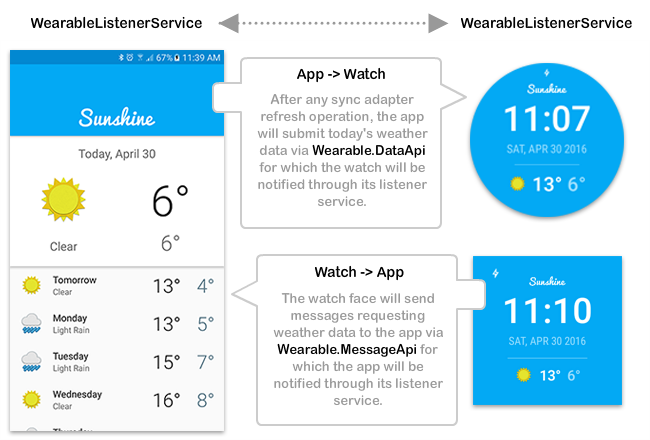 WearableListenerService
WearableListenerService
67% 11:39 AM
Sunshine
Today, April 30
6°
Clear
6°
Tomorrow
Clear
13° 4°
Monday
Light Rain
13° 5°
Tuesday
Light Rain
15° 7°
Wednesday
Clear
16° 8°
App -> Watch
After any sync adapter
refresh operation, the app
will submit today's weather
data via Wearable.DataApi
for which the watch will be
notified through its listener
service.
Watch -> App
The watch face will send
messages requesting
weather data to the app via
Wearable.MessageApi for
which the app will be
notified through its listener
service.
Sunshine
11:07
SAT, APR 30 2016
13° 6°
Sunshine
11:10
SAT, APR 30 2016
13° 6°